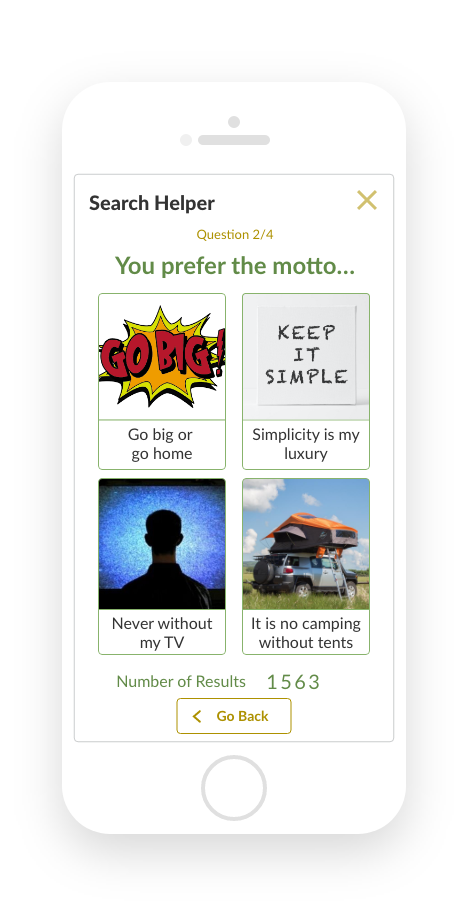 Search Helper
Question 2/4
You prefer the motto...
GO BIG!
KEEP
IT
SIMPLE
Go big or
go home
Simplicity is my
luxury
Never without
my TV
It is no camping
without tents
Number of Results 1563
Go Back